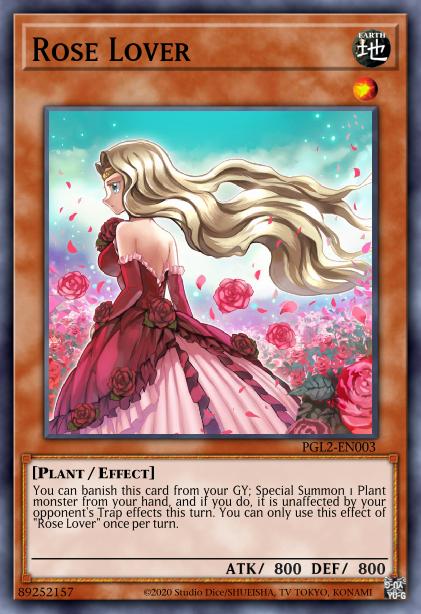 Rose Lover
EARTH
地
PGL2-EN003
[Plant / Effect]
You can banish this card from your GY; Special Summon 1 Plant
monster from your hand, and if you do, it is unaffected by your
opponent's Trap effects this turn. You can only use this effect of
"Rose Lover" once per turn.
ATK/ 800 DEF/ 800
89252157
©2020 Studio Dice/SHUEISHA, TV TOKYO, KONAMI